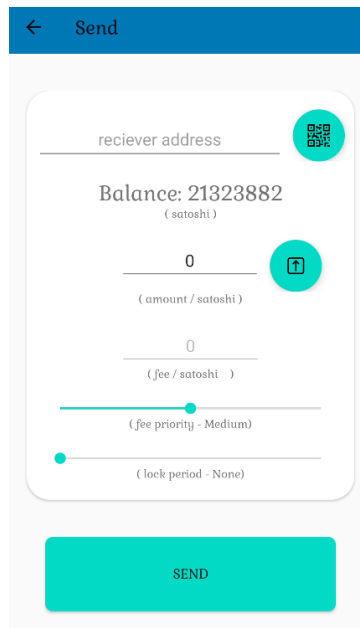 Send
reciever address
Balance: 21323882
( satoshi )
0
( amount / satoshi )
0
( fee / satoshi )
( fee priority - Medium)
( lock period - None)
SEND